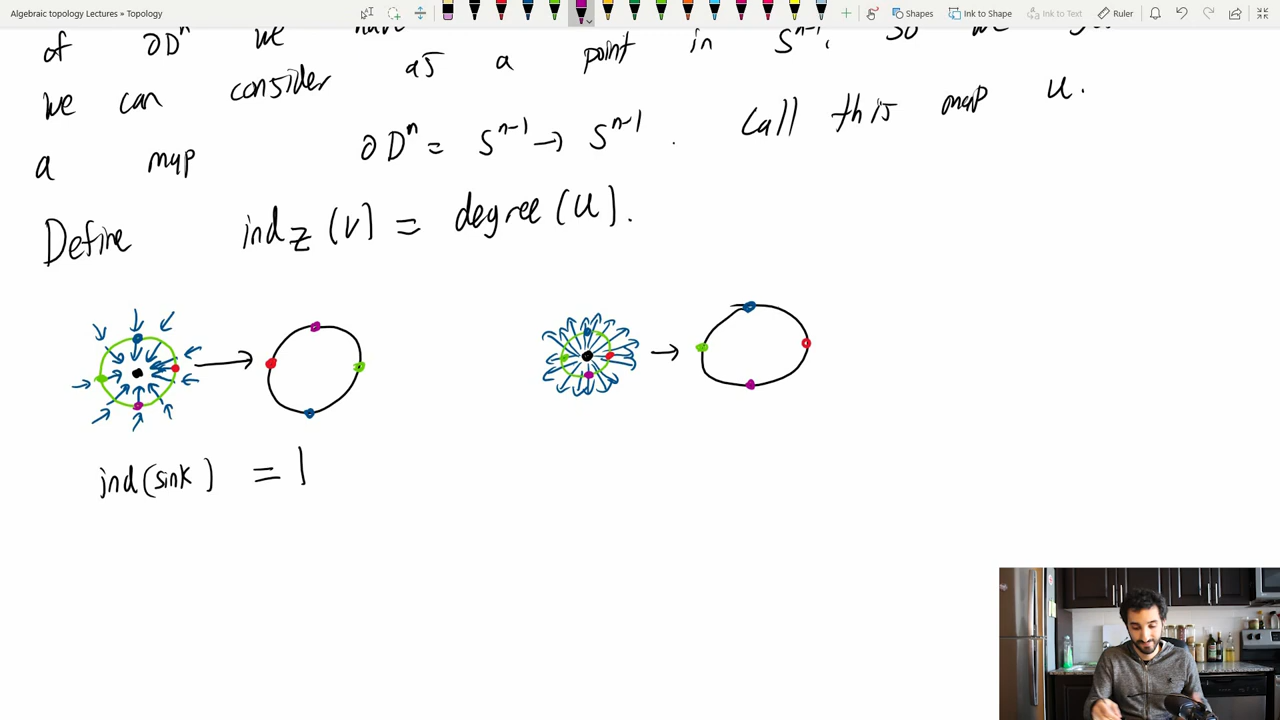 Algebraic topology Lectures » Topology
Shapes Ink to Shape Ink to Text Ruler
of ∂Dⁿ we have
we can consider as a point in Sⁿ⁻¹. So we
a map ∂Dⁿ = Sⁿ⁻¹ → Sⁿ⁻¹. Call this map u.
Define ind_z (v) = degree (u).
ind(sink) = 1